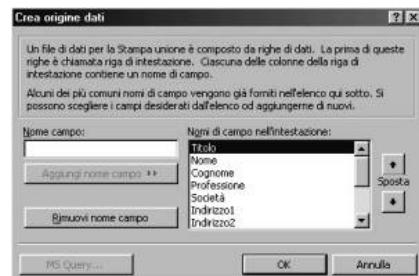 Crea origine dati
Un file di dati per la Stampa unione è composto da righe di dati. La prima di queste
righe è chiamata riga di intestazione. Ciascuna delle colonne della riga di
intestazione contiene un nome di campo.
Alcuni dei più comuni nomi di campo vengono già forniti nell'elenco qui sotto. Si
possono scegliere i campi desiderati dall'elenco od aggiungerne di nuovi.
Nome campo:
Nomi di campo nell'intestazione:
Titolo
Nome
Cognome
Professione
Società
Indirizzo1
Indirizzo2
Aggiungi nome campo
Rimuovi nome campo
Sposta
MS Query...
OK
Annulla